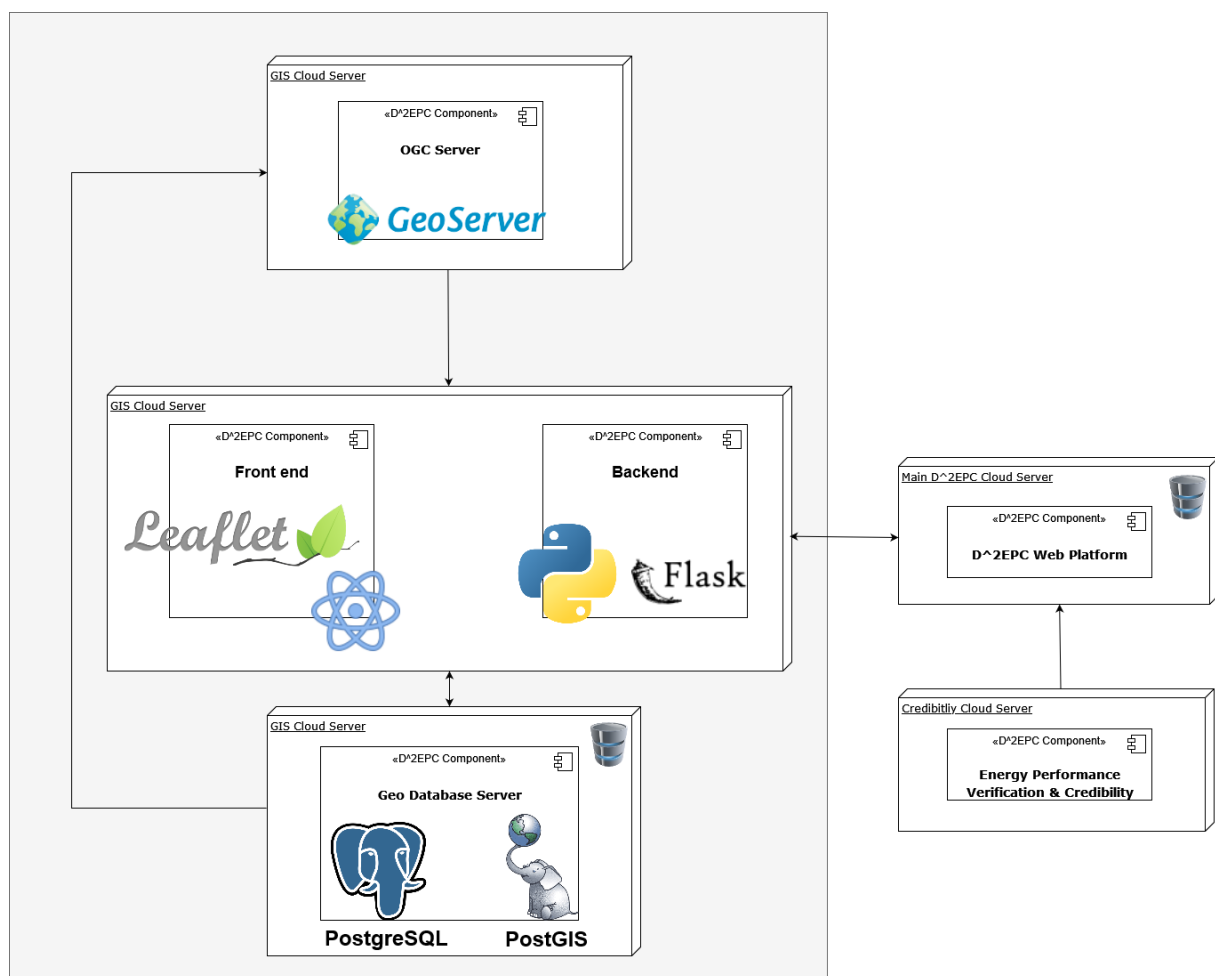 GIS Cloud Server
«D^2EPC Component»
OGC Server
GeoServer
GIS Cloud Server
«D^2EPC Component»
Front end
Leaflet
«D^2EPC Component»
Backend
Flask
Main D^2EPC Cloud Server
«D^2EPC Component»
D^2EPC Web Platform
GIS Cloud Server
«D^2EPC Component»
Geo Database Server
PostgreSQL
PostGIS
Credibitliy Cloud Server
«D^2EPC Component»
Energy Performance
Verification & Credibility